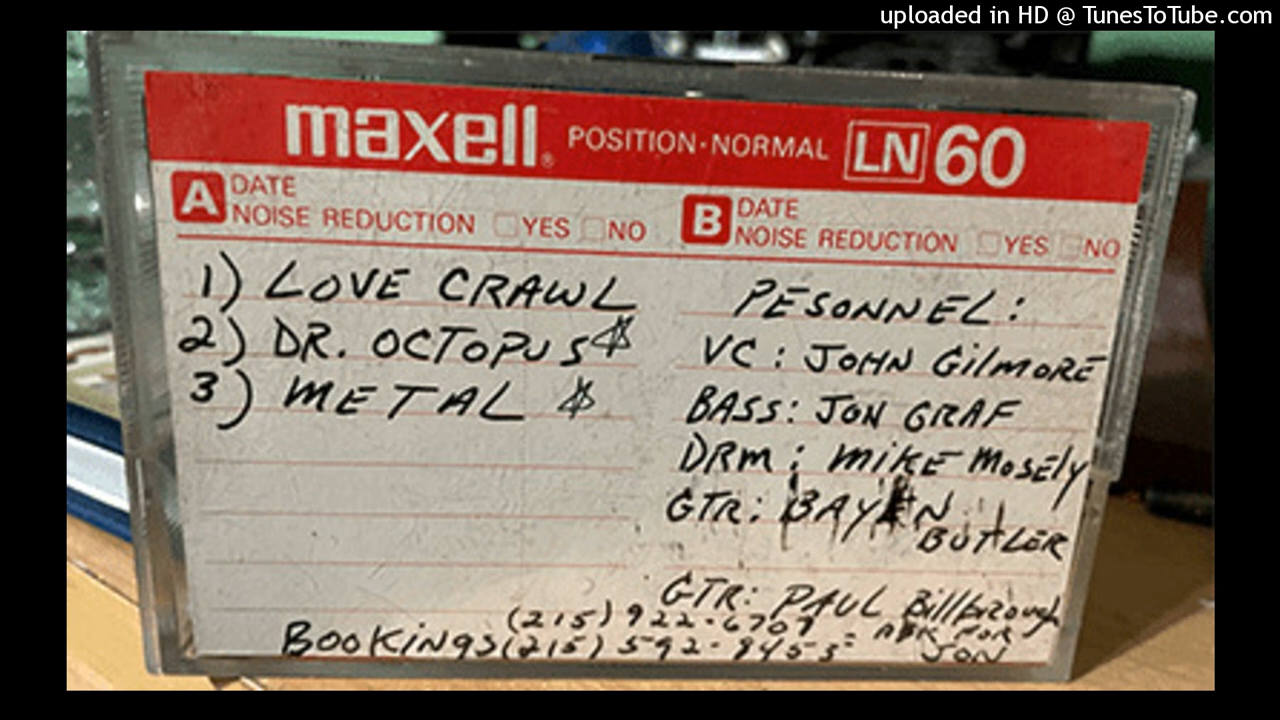 uploaded in HD @ TunesToTube.com
maxell® POSITION·NORMAL LN 60
A DATE
NOISE REDUCTION YES NO
B DATE
NOISE REDUCTION YES NO
1) LOVE CRAWL
2) DR. OCTOPUS
3) METAL
PESONNEL:
VC: JOHN GilmORE
BASS: JON GRAF
DRM: MIKE MOSELY
GTR:
BUTLER
GTR: PAUL Billbrough
(215) 922-6709
BOOKINGS (215) 592-8455 ASK FOR
JON